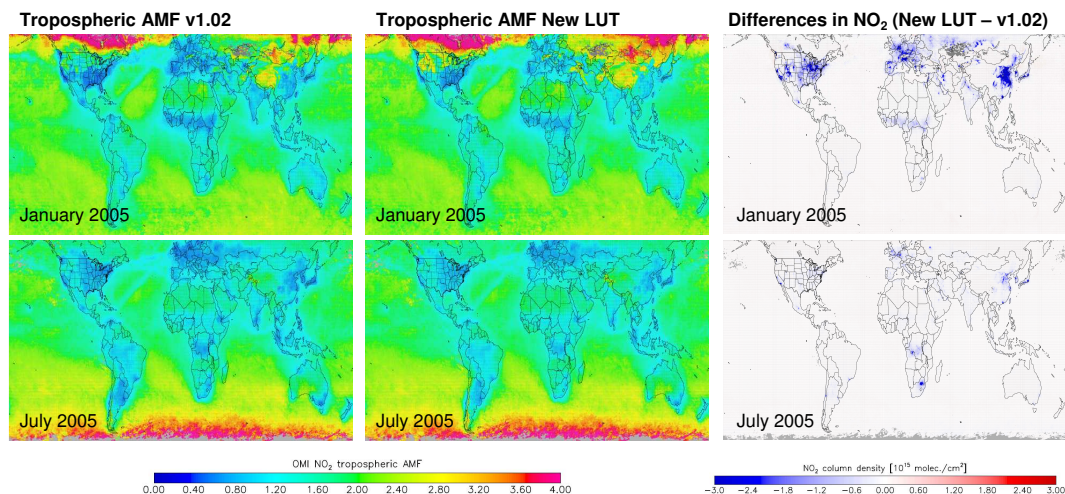 Tropospheric AMF v1.02
Tropospheric AMF New LUT
Differences in NO₂ (New LUT – v1.02)
January 2005
January 2005
January 2005
July 2005
July 2005
July 2005
OMI NO₂ tropospheric AMF
0.00 0.40 0.80 1.20 1.60 2.00 2.40 2.80 3.20 3.60 4.00
NO₂ column density [10¹⁵ molec./cm²]
−3.0 −2.4 −1.8 −1.2 −0.6 0.00 0.60 1.20 1.80 2.40 3.00